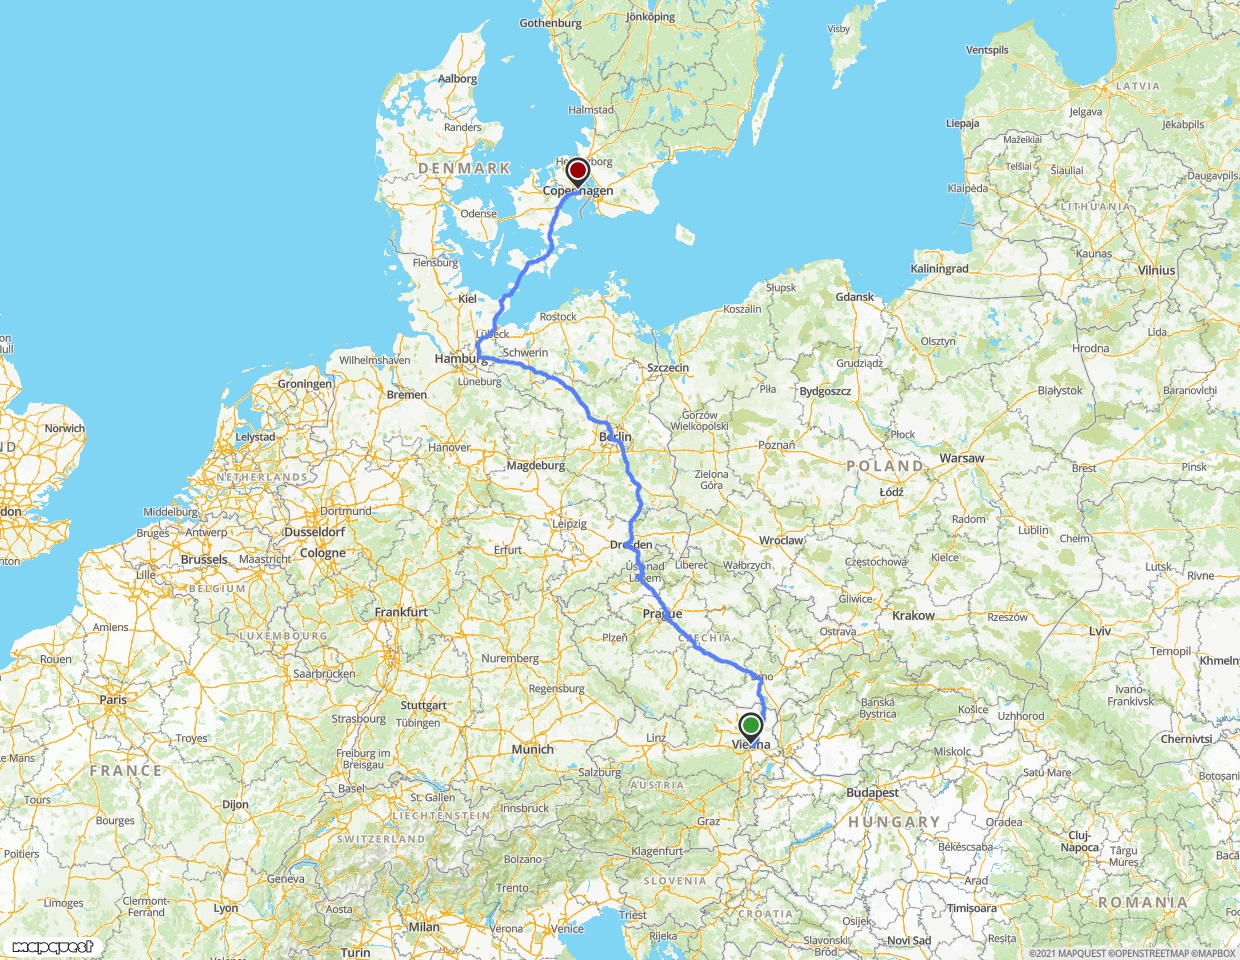 Gothenburg
Jönköping
Visby
Ventspils
Aalborg
LATVIA
Halmstad
Jelgava
Liepaja
Jēkabpils
Randers
Mažeikiai
DENMARK
Telšiai
Šiauliai
Daugavpils
Copenhagen
Klaipėda
LITHUANIA
Odense
Kaunas
Flensburg
Kaliningrad
Vilnius
Kiel
Słupsk
Gdansk
Koszalin
Rostock
Lübeck
Lida
Olsztyn
Hrodna
Schwerin
Wilhelmshaven
Hamburg
Grudziądz
Szczecin
Lüneburg
Groningen
Piła
Bydgoszcz
Białystok
Baranovichi
Bremen
Norwich
Gorzów
Wielkopolski
Płock
Lelystad
Berlin
Hanover
Poznań
Warsaw
Magdeburg
POLAND
Brest
Pinsk
NETHERLANDS
Zielona
Góra
Łódź
Middelburg
Dortmund
Radom
Leipzig
Bruges
Antwerp
Dusseldorf
Lublin
Wroclaw
Chełm
Dresden
Cologne
Erfurt
Brussels
Maastricht
Kielce
Częstochowa
Liberec
Wałbrzych
Ústí nad
Labem
Lutsk
Rivne
Lille
BELGIUM
Gliwice
Frankfurt
Prague
Krakow
Rzeszów
Amiens
Lviv
LUXEMBOURG
Plzeň
CZECHIA
Ostrava
Ternopil
Rouen
Nuremberg
Saarbrücken
Brno
Regensburg
Paris
Ivano-
Frankivsk
Banská
Bystrica
Stuttgart
Košice
Uzhhorod
Strasbourg
Tübingen
Troyes
Linz
Vienna
Chernivtsi
Munich
Freiburg im
Breisgau
Miskolc
Le Mans
FRANCE
Salzburg
Satu Mare
Basel
AUSTRIA
Budapest
Tours
St. Gallen
Dijon
Innsbruck
LIECHTENSTEIN
Bourges
Graz
HUNGARY
Oradea
SWITZERLAND
Cluj-
Napoca
Poitiers
Klagenfurt
Békéscsaba
Târgu
Mureș
Bolzano
Geneva
SLOVENIA
Arad
Trento
Limoges
Clermont-
Ferrand
Lyon
Aosta
CROATIA
Timișoara
ROMANIA
Triest
Milan
Verona
Venice
Osijek
Rijeka
Slavonski
Brod
Novi Sad
Reșița
Turin
mapquest
©2021 MAPQUEST ©OPENSTREETMAP ©MAPBOX